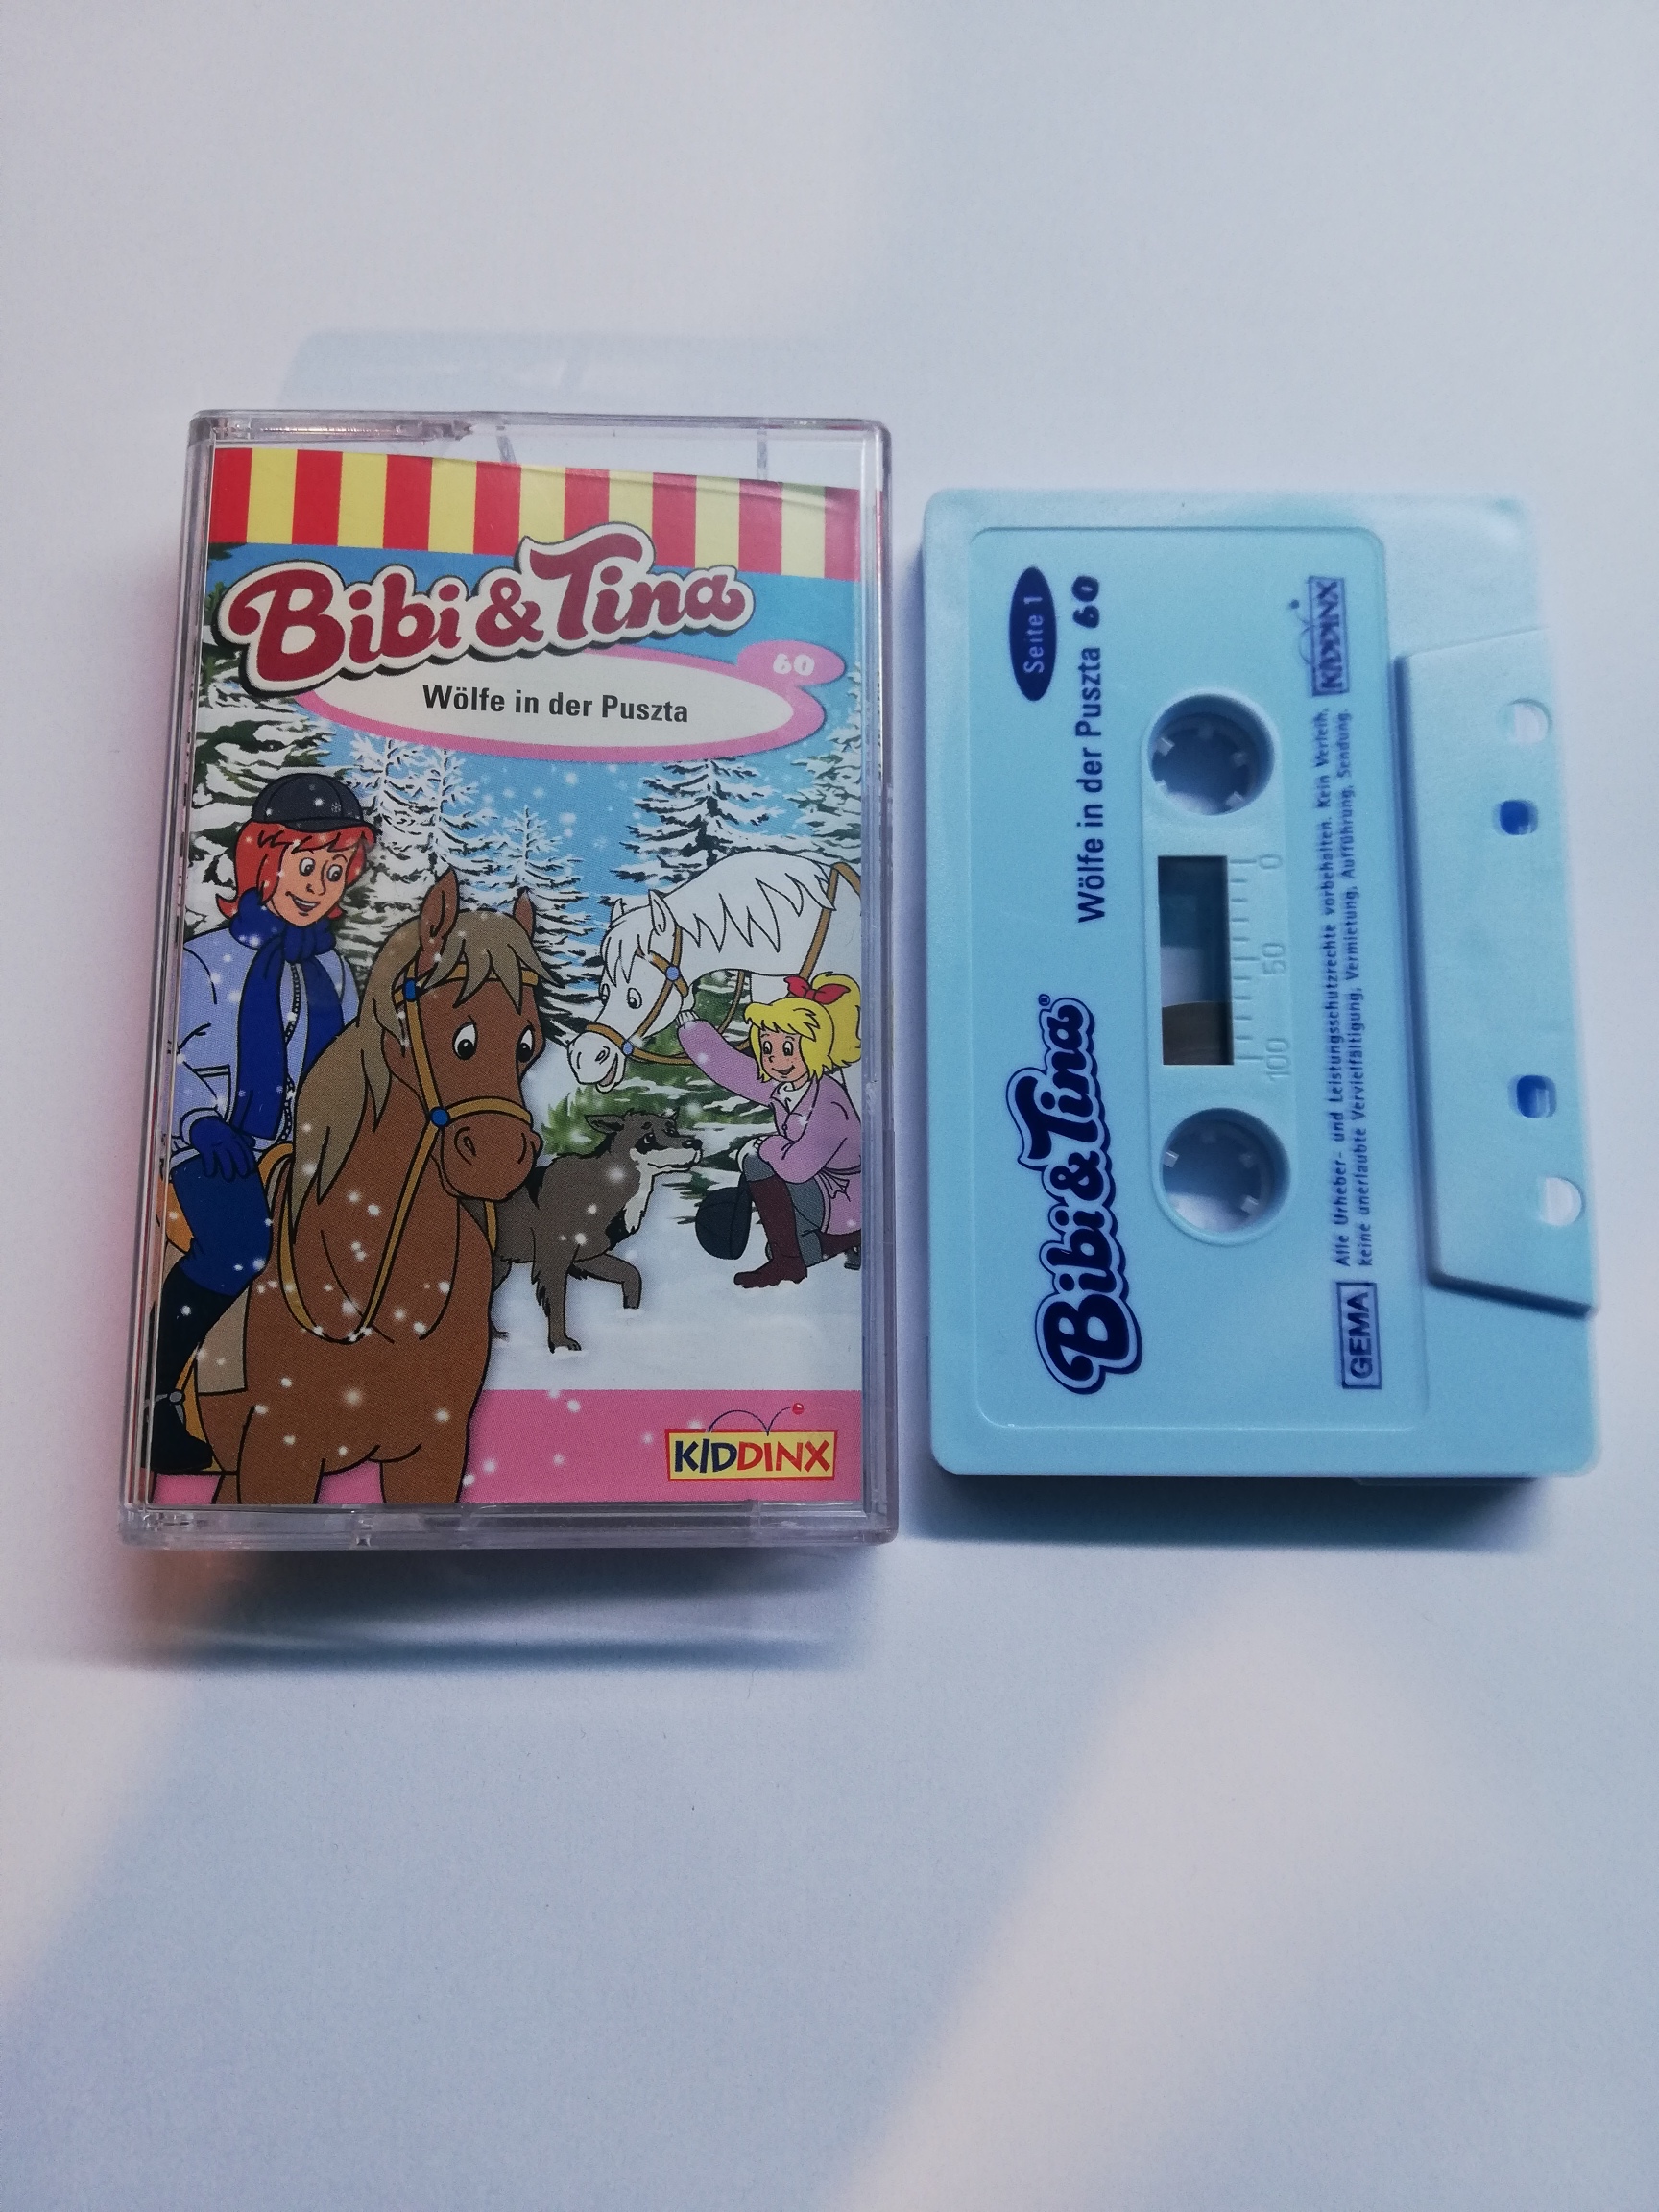 Bibi & Tina
60
Wölfe in der Puszta
KIDDINX
Seite 1
Bibi & Tina®
Wölfe in der Puszta 60
0 50 100
GEMA
Alle Urheber- und Leistungsschutzrechte vorbehalten. Kein Verleih,
keine unerlaubte Vervielfältigung, Vermietung, Aufführung, Sendung.
KIDDINX